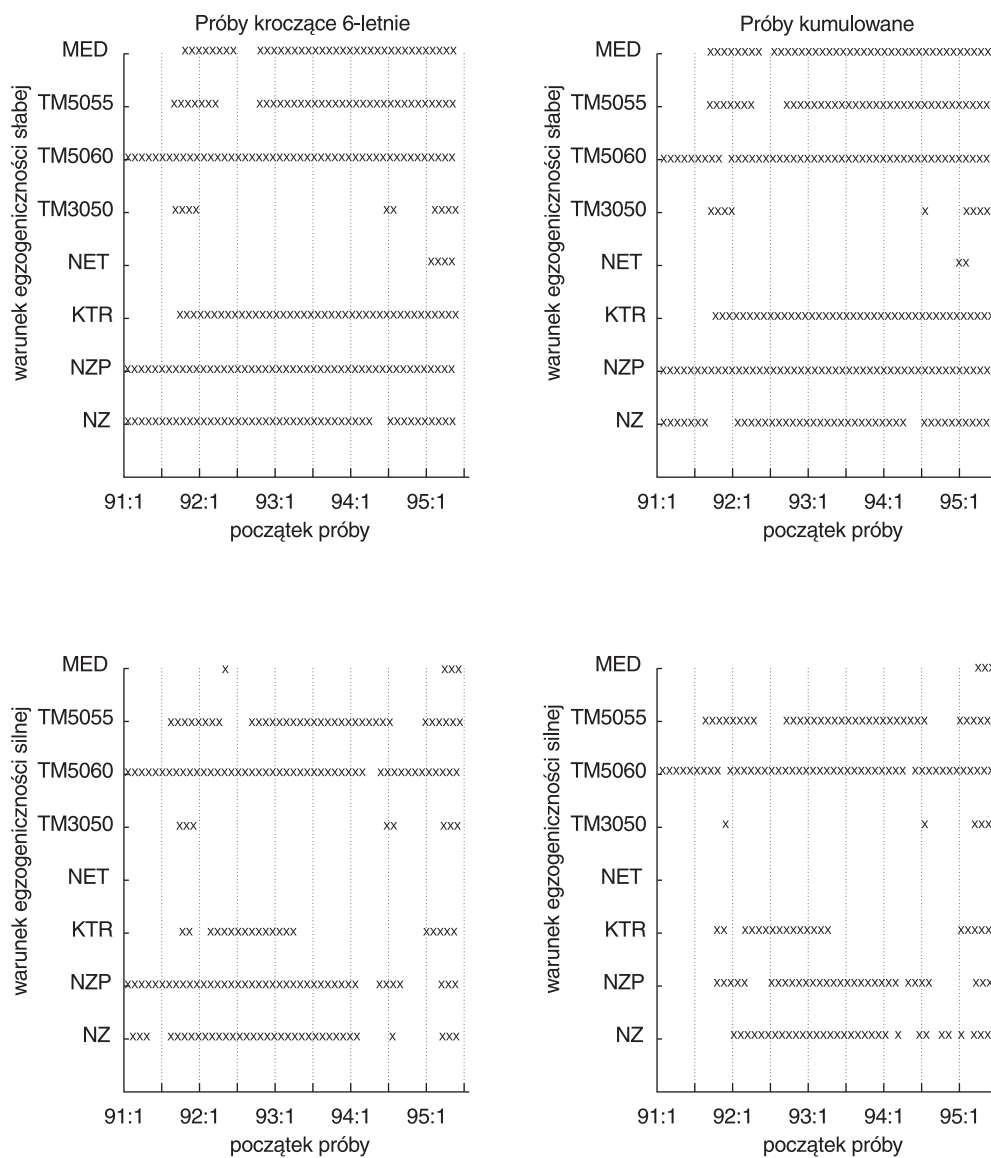 Próby kroczące 6-letnie
warunek egzogeniczności słabej
MED
TM5055
TM5060
TM3050
NET
KTR
NZP
NZ
91:1 92:1 93:1 94:1 95:1
początek próby
Próby kumulowane
warunek egzogeniczności słabej
MED
TM5055
TM5060
TM3050
NET
KTR
NZP
NZ
91:1 92:1 93:1 94:1 95:1
początek próby
warunek egzogeniczności silnej
MED
TM5055
TM5060
TM3050
NET
KTR
NZP
NZ
91:1 92:1 93:1 94:1 95:1
początek próby
warunek egzogeniczności silnej
MED
TM5055
TM5060
TM3050
NET
KTR
NZP
NZ
91:1 92:1 93:1 94:1 95:1
początek próby